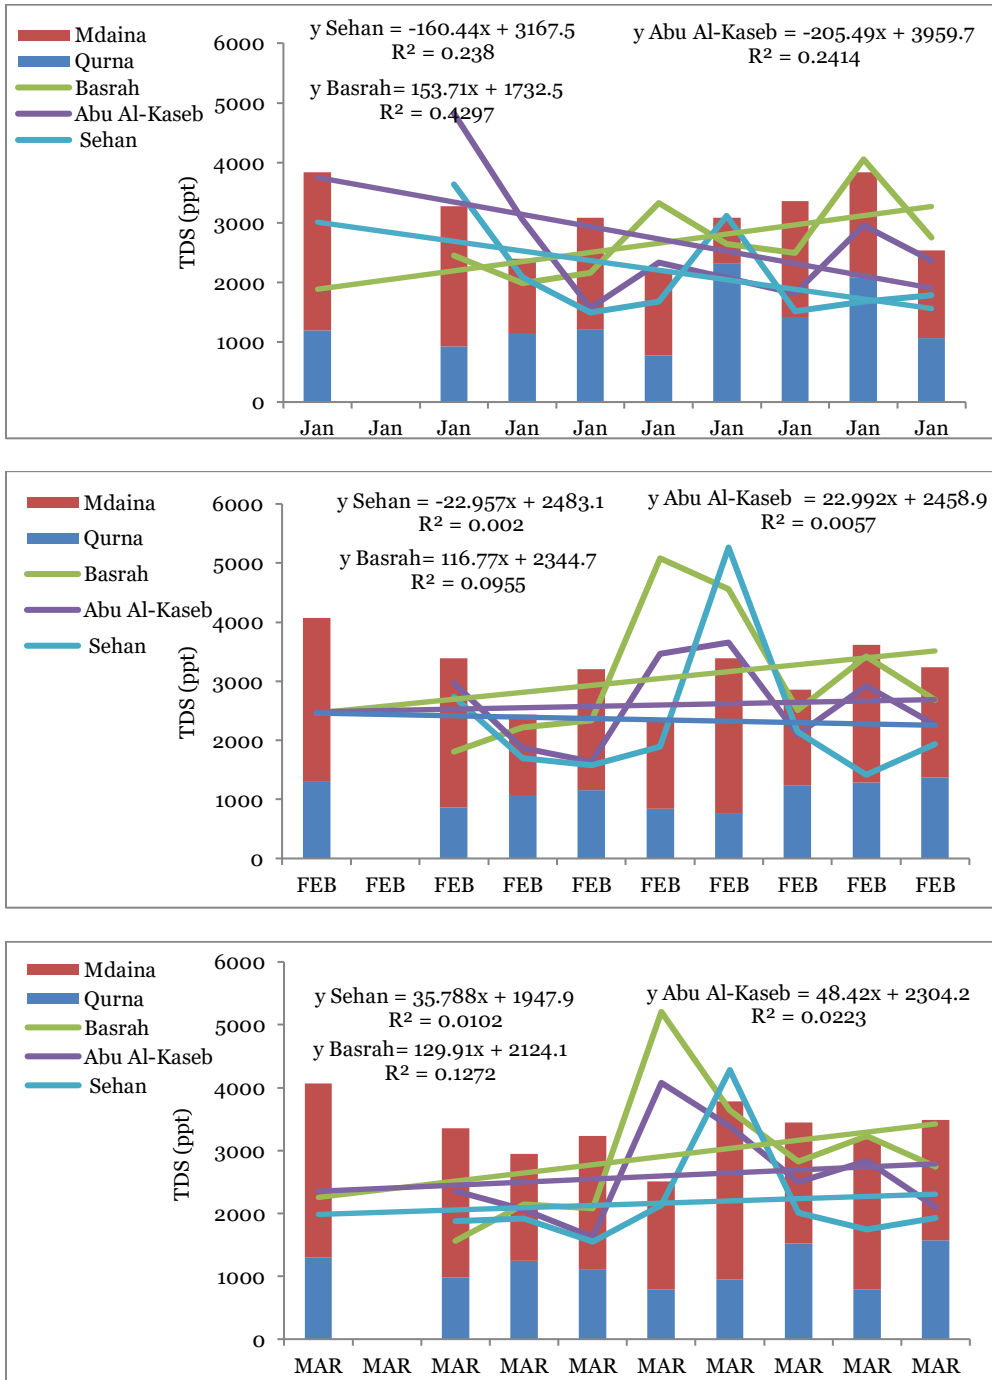 Mdaina
Qurna
Basrah
Abu Al-Kaseb
Sehan
y Sehan = -160.44x + 3167.5
R² = 0.238
y Abu Al-Kaseb = -205.49x + 3959.7
R² = 0.2414
y Basrah= 153.71x + 1732.5
R² = 0.4297
TDS (ppt)
6000
5000
4000
3000
2000
1000
0
Jan Jan Jan Jan Jan Jan Jan Jan Jan Jan
Mdaina
Qurna
Basrah
Abu Al-Kaseb
Sehan
y Sehan = -22.957x + 2483.1
R² = 0.002
y Abu Al-Kaseb = 22.992x + 2458.9
R² = 0.0057
y Basrah= 116.77x + 2344.7
R² = 0.0955
TDS (ppt)
6000
5000
4000
3000
2000
1000
0
FEB FEB FEB FEB FEB FEB FEB FEB FEB FEB
Mdaina
Qurna
Basrah
Abu Al-Kaseb
Sehan
y Sehan = 35.788x + 1947.9
R² = 0.0102
y Abu Al-Kaseb = 48.42x + 2304.2
R² = 0.0223
y Basrah= 129.91x + 2124.1
R² = 0.1272
TDS (ppt)
6000
5000
4000
3000
2000
1000
0
MAR MAR MAR MAR MAR MAR MAR MAR MAR MAR